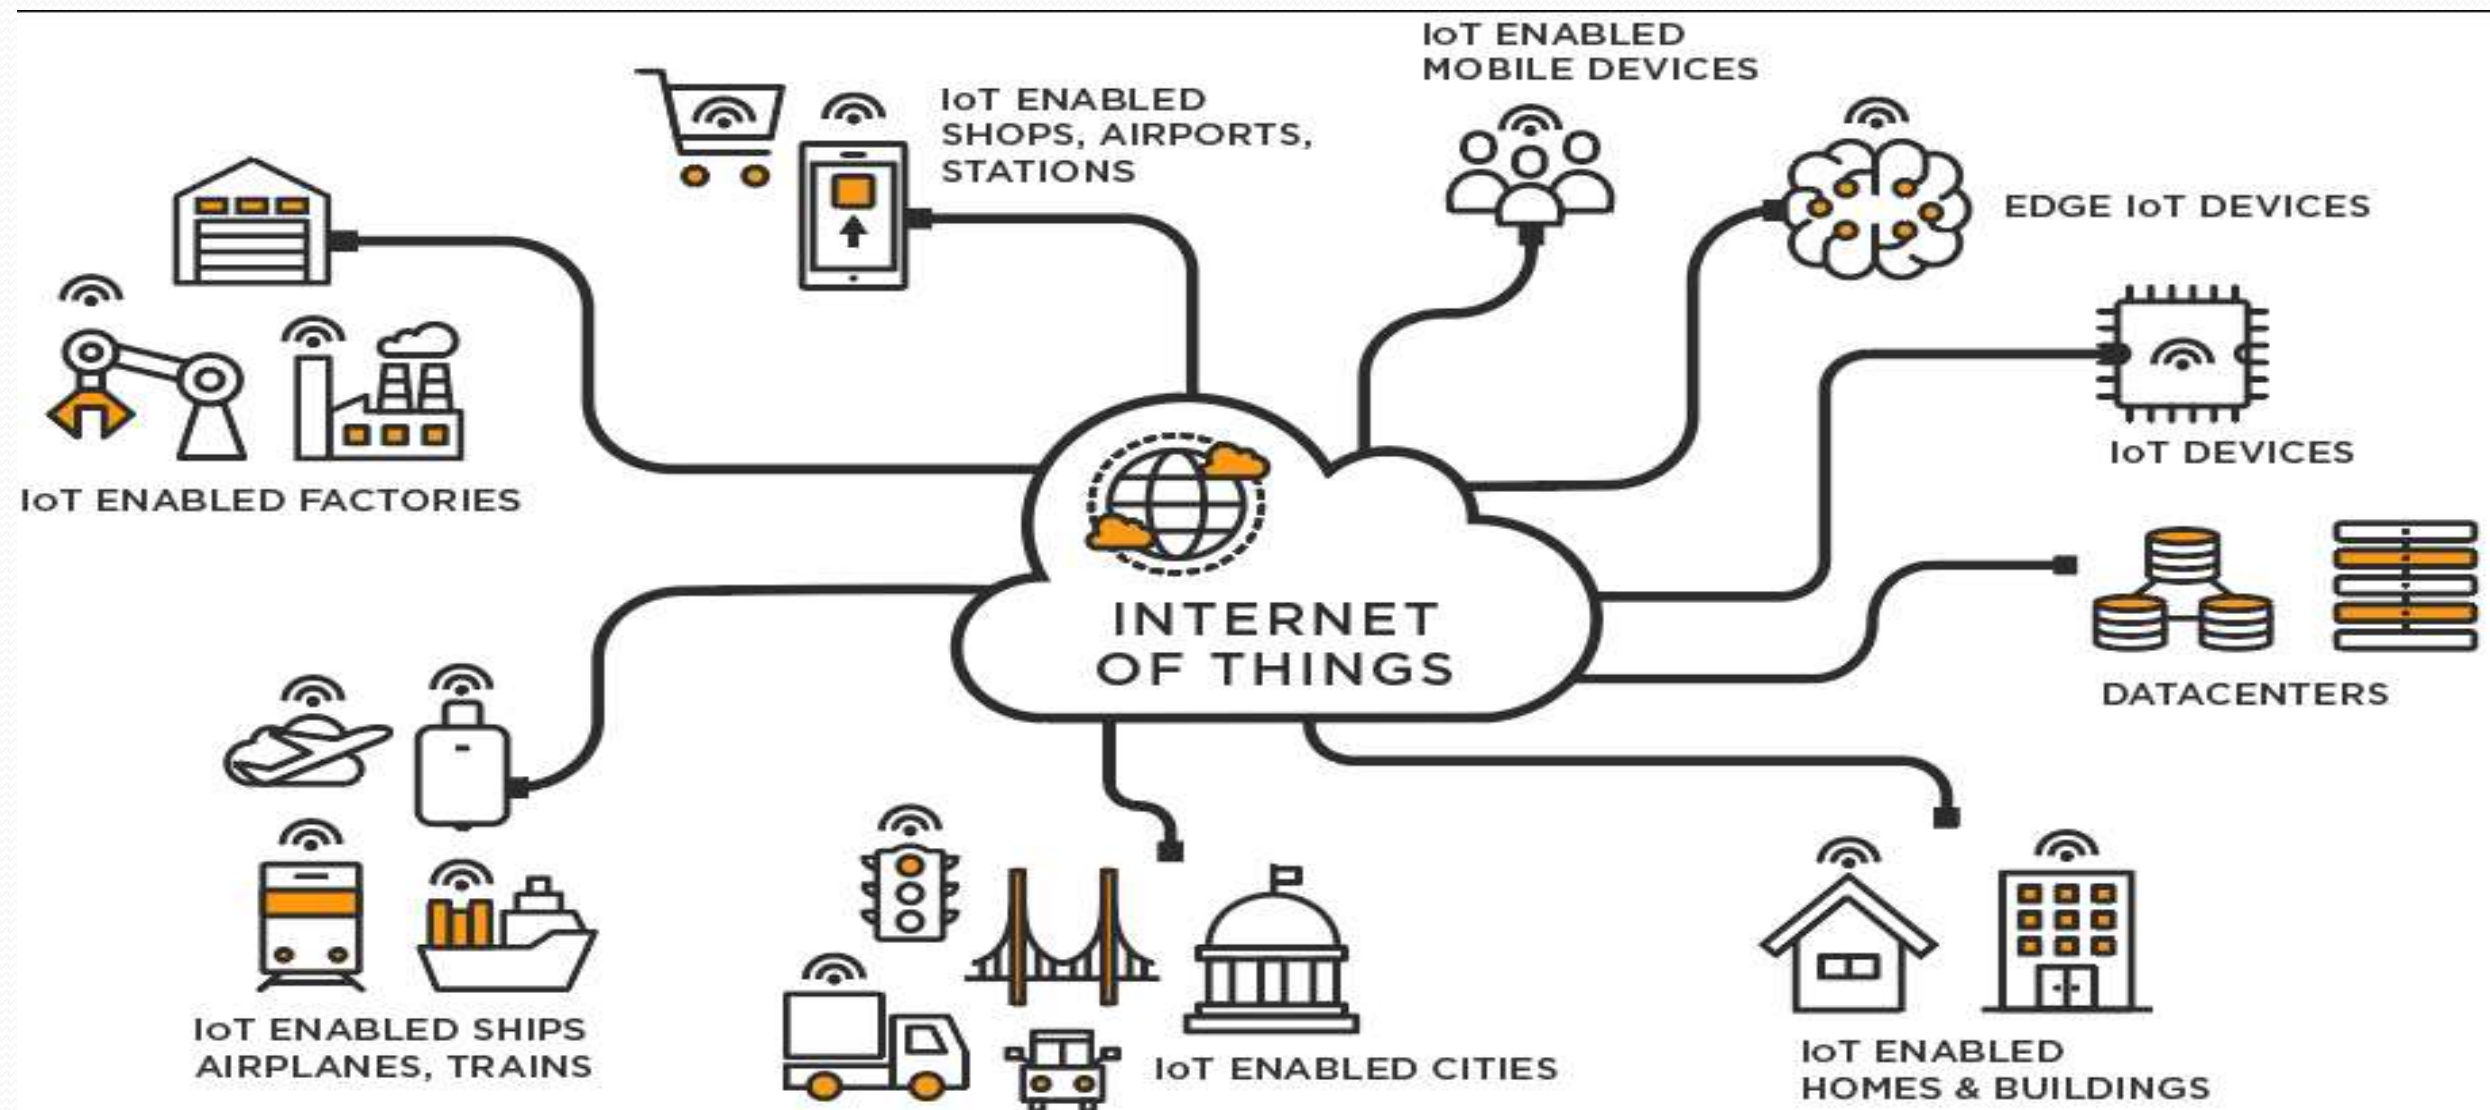 IoT ENABLED
MOBILE DEVICES
IoT ENABLED
SHOPS, AIRPORTS,
STATIONS
EDGE IoT DEVICES
IoT DEVICES
IoT ENABLED FACTORIES
INTERNET
OF THINGS
DATACENTERS
IoT ENABLED SHIPS
AIRPLANES, TRAINS
IoT ENABLED CITIES
IoT ENABLED
HOMES & BUILDINGS